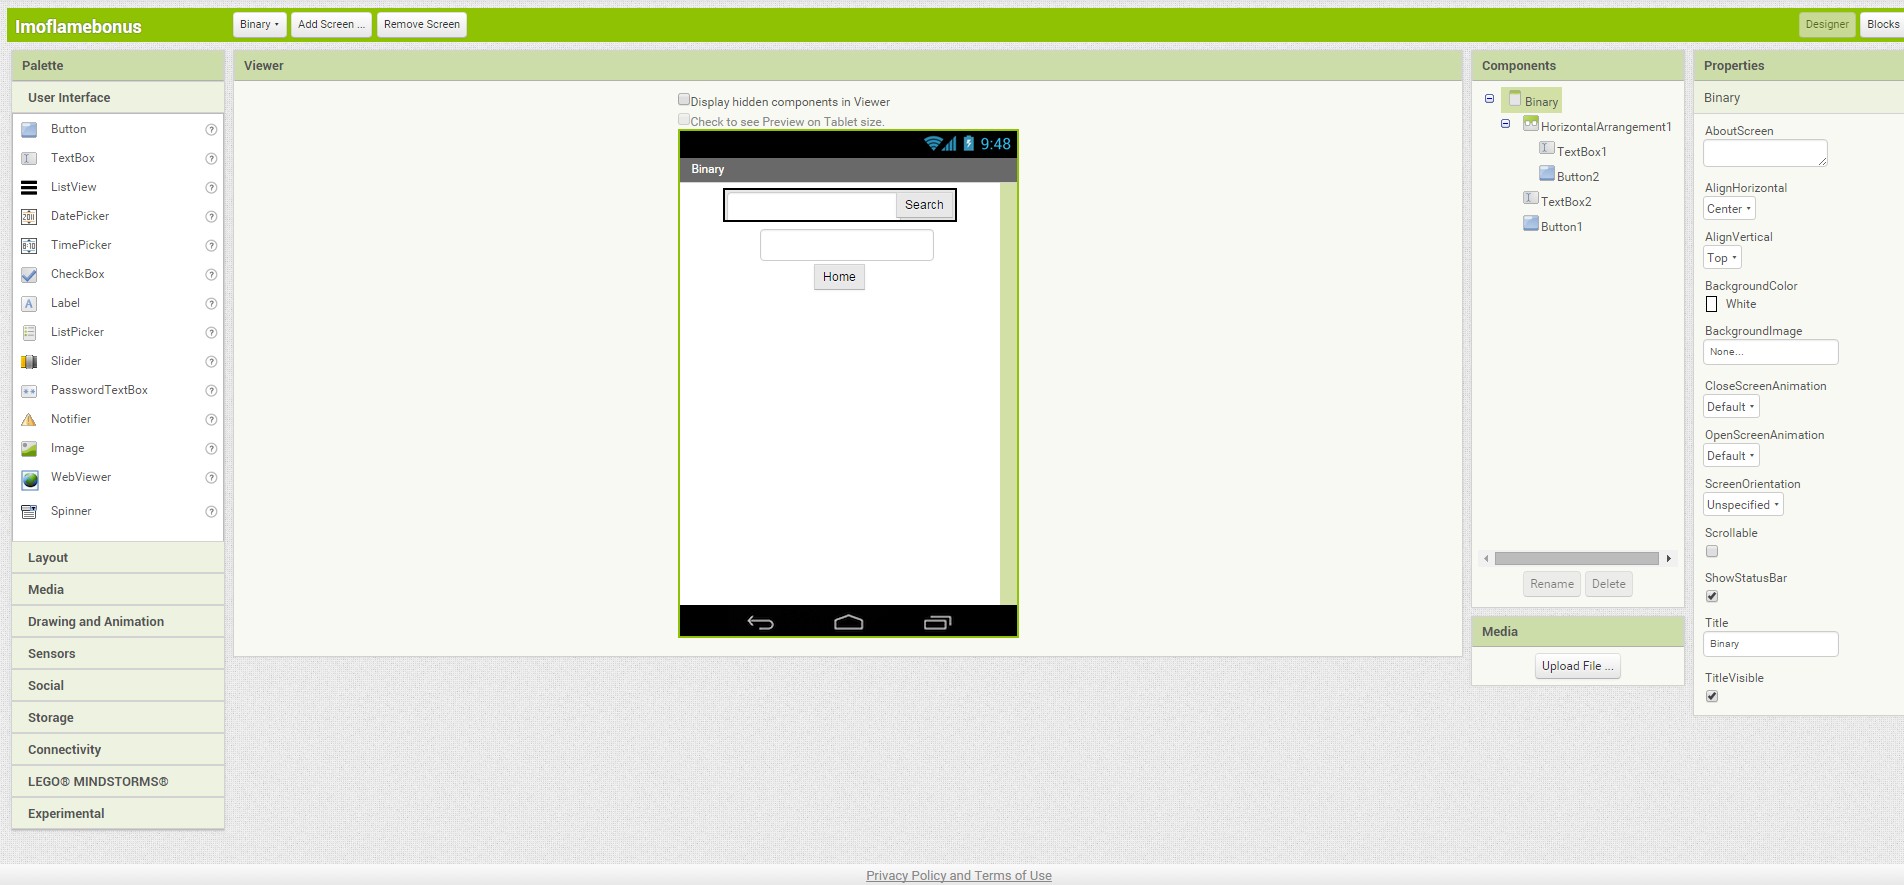 Imoflamebonus
Binary
Add Screen ...
Remove Screen
Designer
Blocks
Palette
User Interface
Button
TextBox
ListView
DatePicker
TimePicker
CheckBox
Label
ListPicker
Slider
PasswordTextBox
Notifier
Image
WebViewer
Spinner
Layout
Media
Drawing and Animation
Sensors
Social
Storage
Connectivity
LEGO® MINDSTORMS®
Experimental
Viewer
Display hidden components in Viewer
Check to see Preview on Tablet size.
9:48
Binary
Search
Home
Components
Binary
HorizontalArrangement1
TextBox1
Button2
TextBox2
Button1
Rename
Delete
Media
Upload File ...
Properties
Binary
AboutScreen
AlignHorizontal
Center
AlignVertical
Top
BackgroundColor
White
BackgroundImage
None...
CloseScreenAnimation
Default
OpenScreenAnimation
Default
ScreenOrientation
Unspecified
Scrollable
ShowStatusBar
Title
Binary
TitleVisible
Privacy Policy and Terms of Use